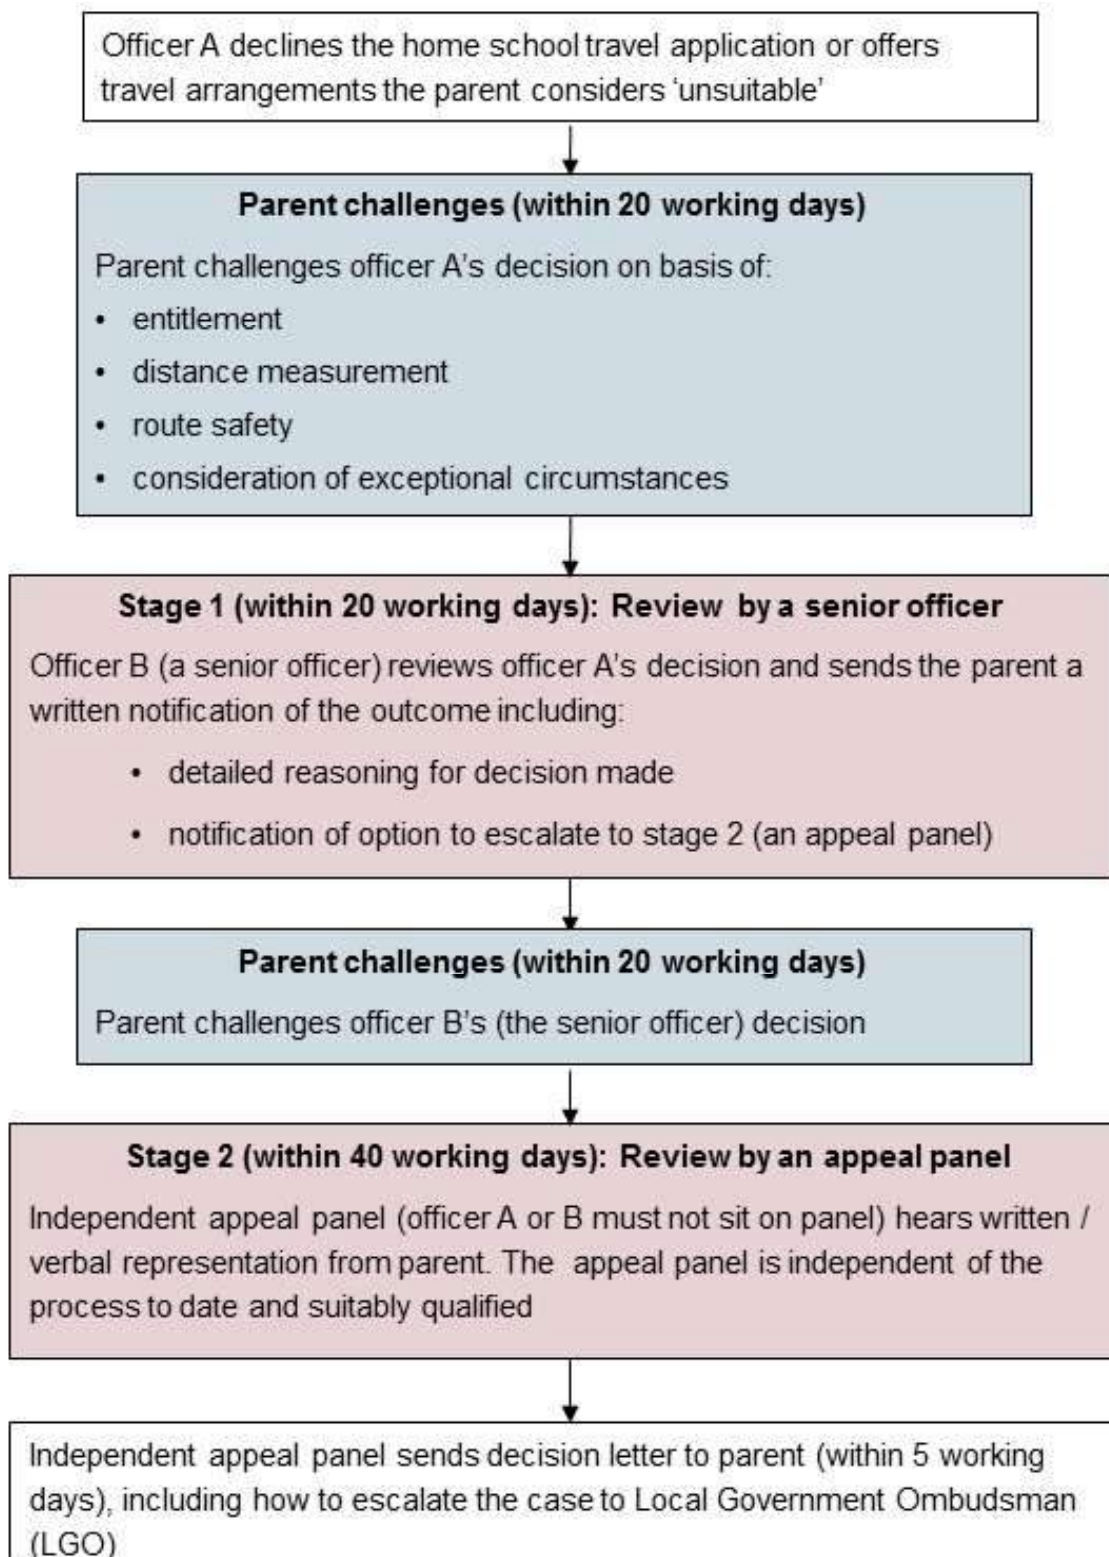 Officer A declines the home school travel application or offers
travel arrangements the parent considers ‘unsuitable’
Parent challenges (within 20 working days)
Parent challenges officer A’s decision on basis of:
• entitlement
• distance measurement
• route safety
• consideration of exceptional circumstances
Stage 1 (within 20 working days): Review by a senior officer
Officer B (a senior officer) reviews officer A’s decision and sends the parent a
written notification of the outcome including:
• detailed reasoning for decision made
• notification of option to escalate to stage 2 (an appeal panel)
Parent challenges (within 20 working days)
Parent challenges officer B’s (the senior officer) decision
Stage 2 (within 40 working days): Review by an appeal panel
Independent appeal panel (officer A or B must not sit on panel) hears written /
verbal representation from parent. The appeal panel is independent of the
process to date and suitably qualified
Independent appeal panel sends decision letter to parent (within 5 working
days), including how to escalate the case to Local Government Ombudsman
(LGO)